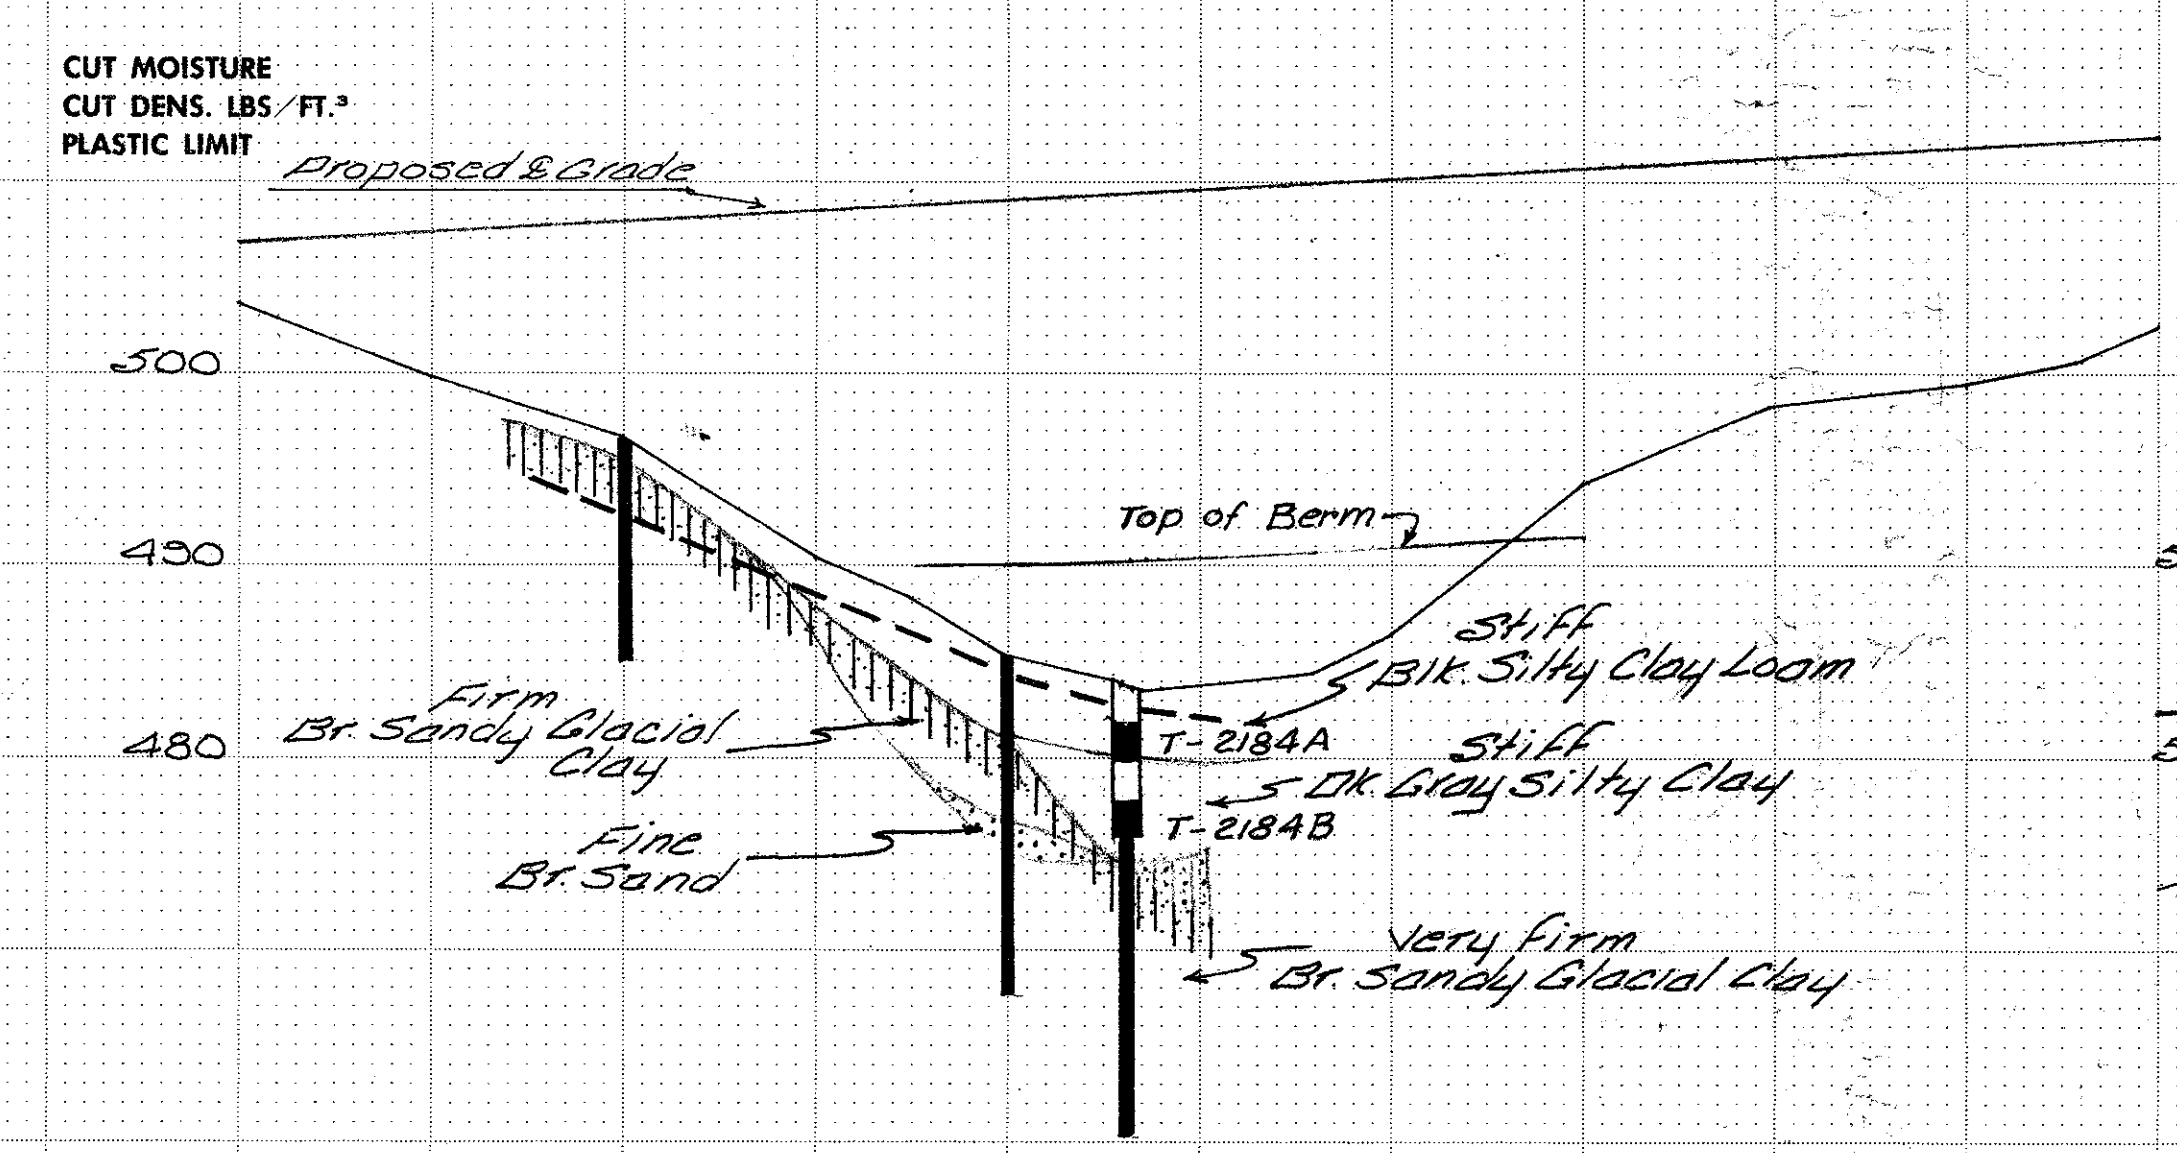 CUT MOISTURE
CUT DENS. LBS/FT.³
PLASTIC LIMIT
Proposed ℄ Grade
500
490
480
Top of Berm
Stiff
Blk. Silty Clay Loam
Firm
Br. Sandy Glacial
Clay
T-2184A
Stiff
Dk. Gray Silty Clay
T-2184B
Fine
Br. Sand
Very Firm
Br. Sandy Glacial Clay
5
5